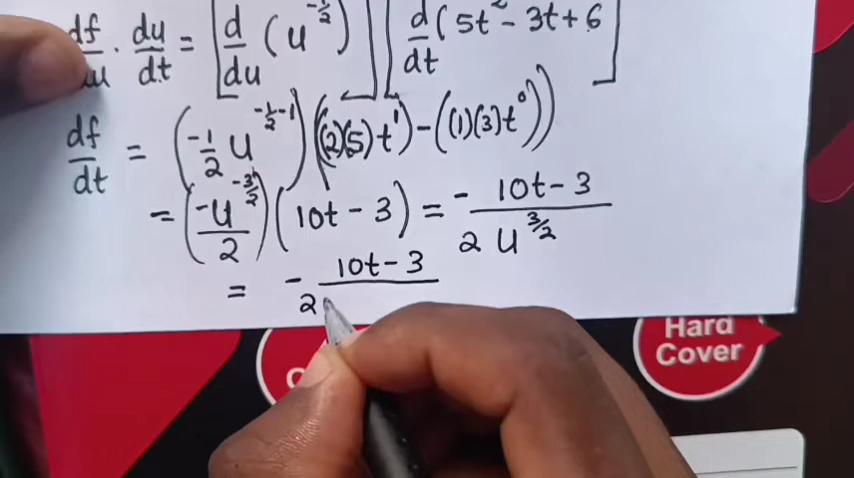 df/du · du/dt = [d/du (u^{-1/2})] [d/dt (5t² - 3t + 6]
df/dt = (-1/2 u^{-1/2-1}) ((2)(5)t¹) - ((1)(3)t⁰))
= (-u^{-3/2}/2) (10t - 3) = - (10t - 3)/(2 u^{3/2})
= - (10t - 3)/2
Hard
Cover